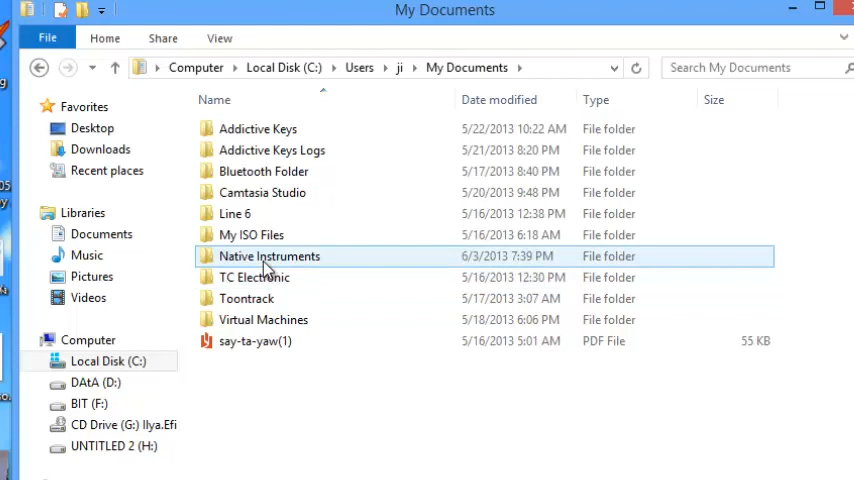 My Documents
File Home Share View
Computer Local Disk (C:) Users ji My Documents Search My Documents
Name Date modified Type Size
Favorites
Desktop
Downloads
Recent places
Libraries
Documents
Music
Pictures
Videos
Computer
Local Disk (C:)
DAtA (D:)
BIT (F:)
CD Drive (G:) Ilya.Efi
UNTITLED 2 (H:)
Addictive Keys 5/22/2013 10:22 AM File folder
Addictive Keys Logs 5/21/2013 8:20 PM File folder
Bluetooth Folder 5/17/2013 8:40 PM File folder
Camtasia Studio 5/20/2013 9:48 PM File folder
Line 6 5/16/2013 12:38 PM File folder
My ISO Files 5/16/2013 6:18 AM File folder
Native Instruments 6/3/2013 7:39 PM File folder
TC Electronic 5/16/2013 12:30 PM File folder
Toontrack 5/17/2013 3:07 AM File folder
Virtual Machines 5/18/2013 6:06 PM File folder
say-ta-yaw(1) 5/16/2013 5:01 AM PDF File 55 KB